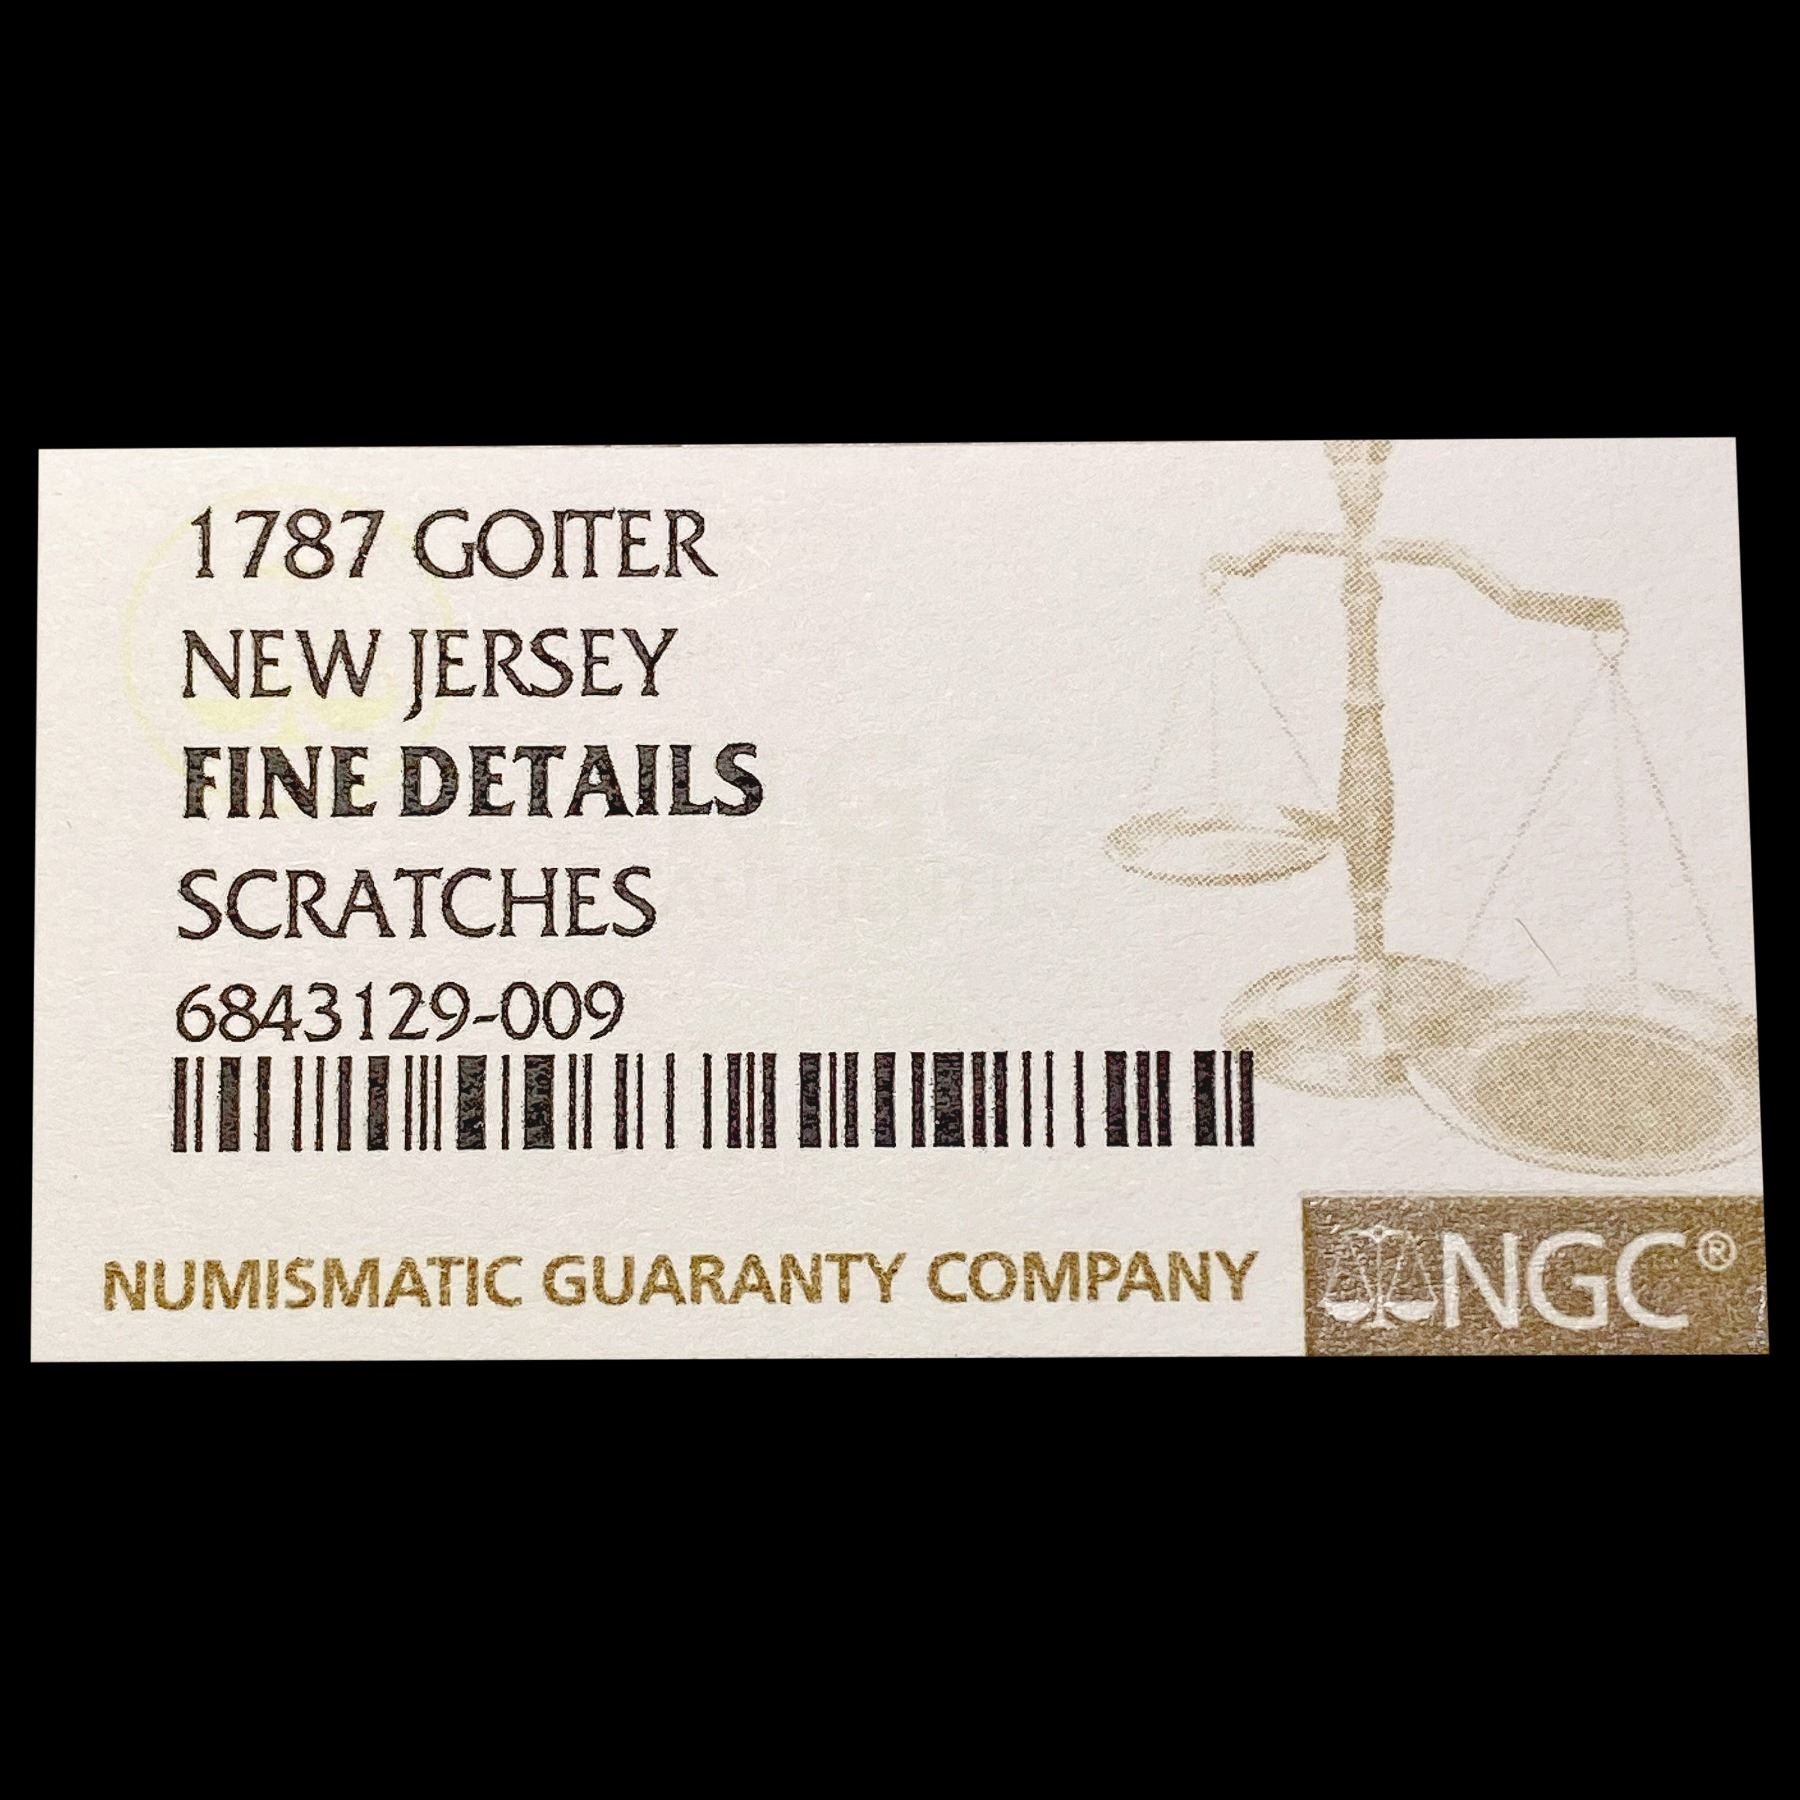 1787 GOITER
NEW JERSEY
FINE DETAILS
SCRATCHES
6843129-009
NUMISMATIC GUARANTY COMPANY
NGC®